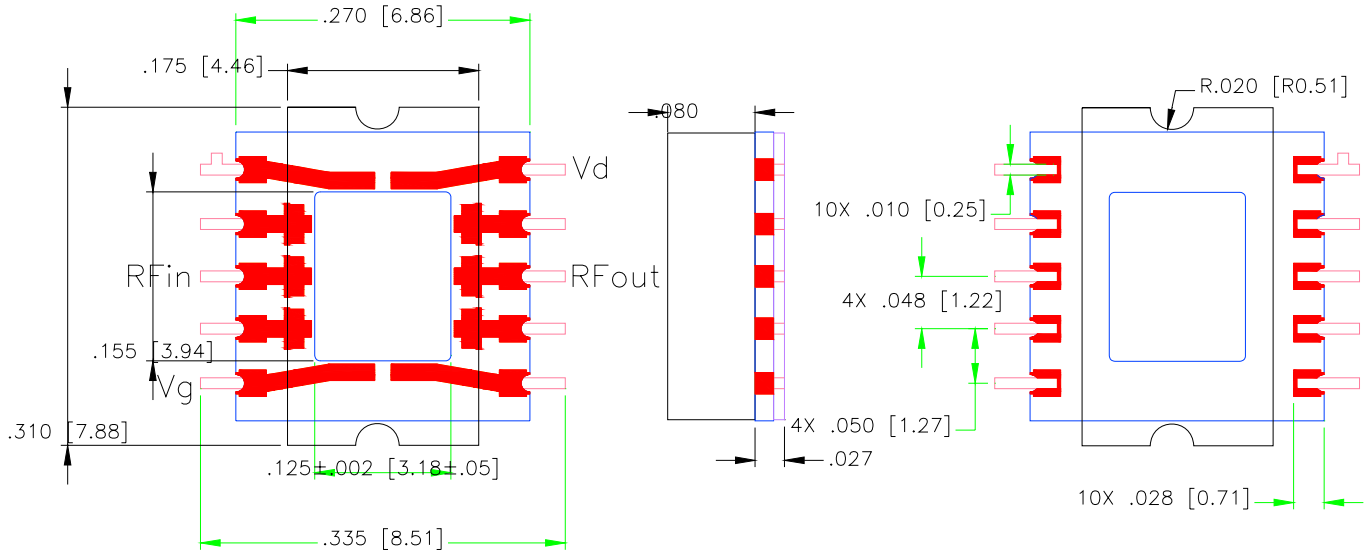 .270 [6.86]
.175 [4.46]
.080
R.020 [R0.51]
Vd
10X .010 [0.25]
RFin
RFout
4X .048 [1.22]
.155 [3.94]
Vg
.310 [7.88]
4X .050 [1.27]
.125±.002 [3.18±.05]
.027
10X .028 [0.71]
.335 [8.51]